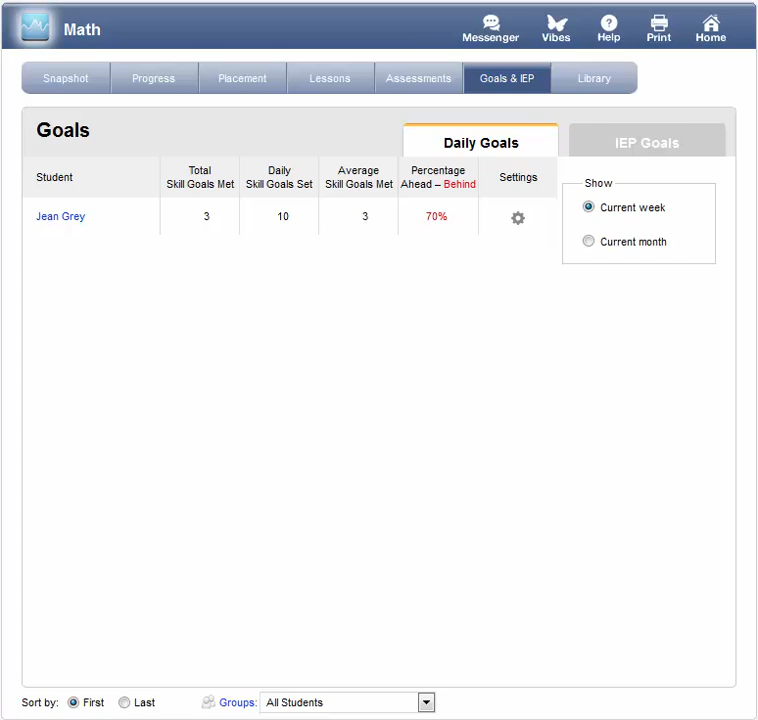 Math
Messenger Vibes Help Print Home
Snapshot Progress Placement Lessons Assessments Goals & IEP Library
Goals
Daily Goals IEP Goals
Student
Total
Skill Goals Met
Daily
Skill Goals Set
Average
Skill Goals Met
Percentage
Ahead – Behind
Settings
Jean Grey 3 10 3 70%
Show
Current week
Current month
Sort by: First Last Groups: All Students